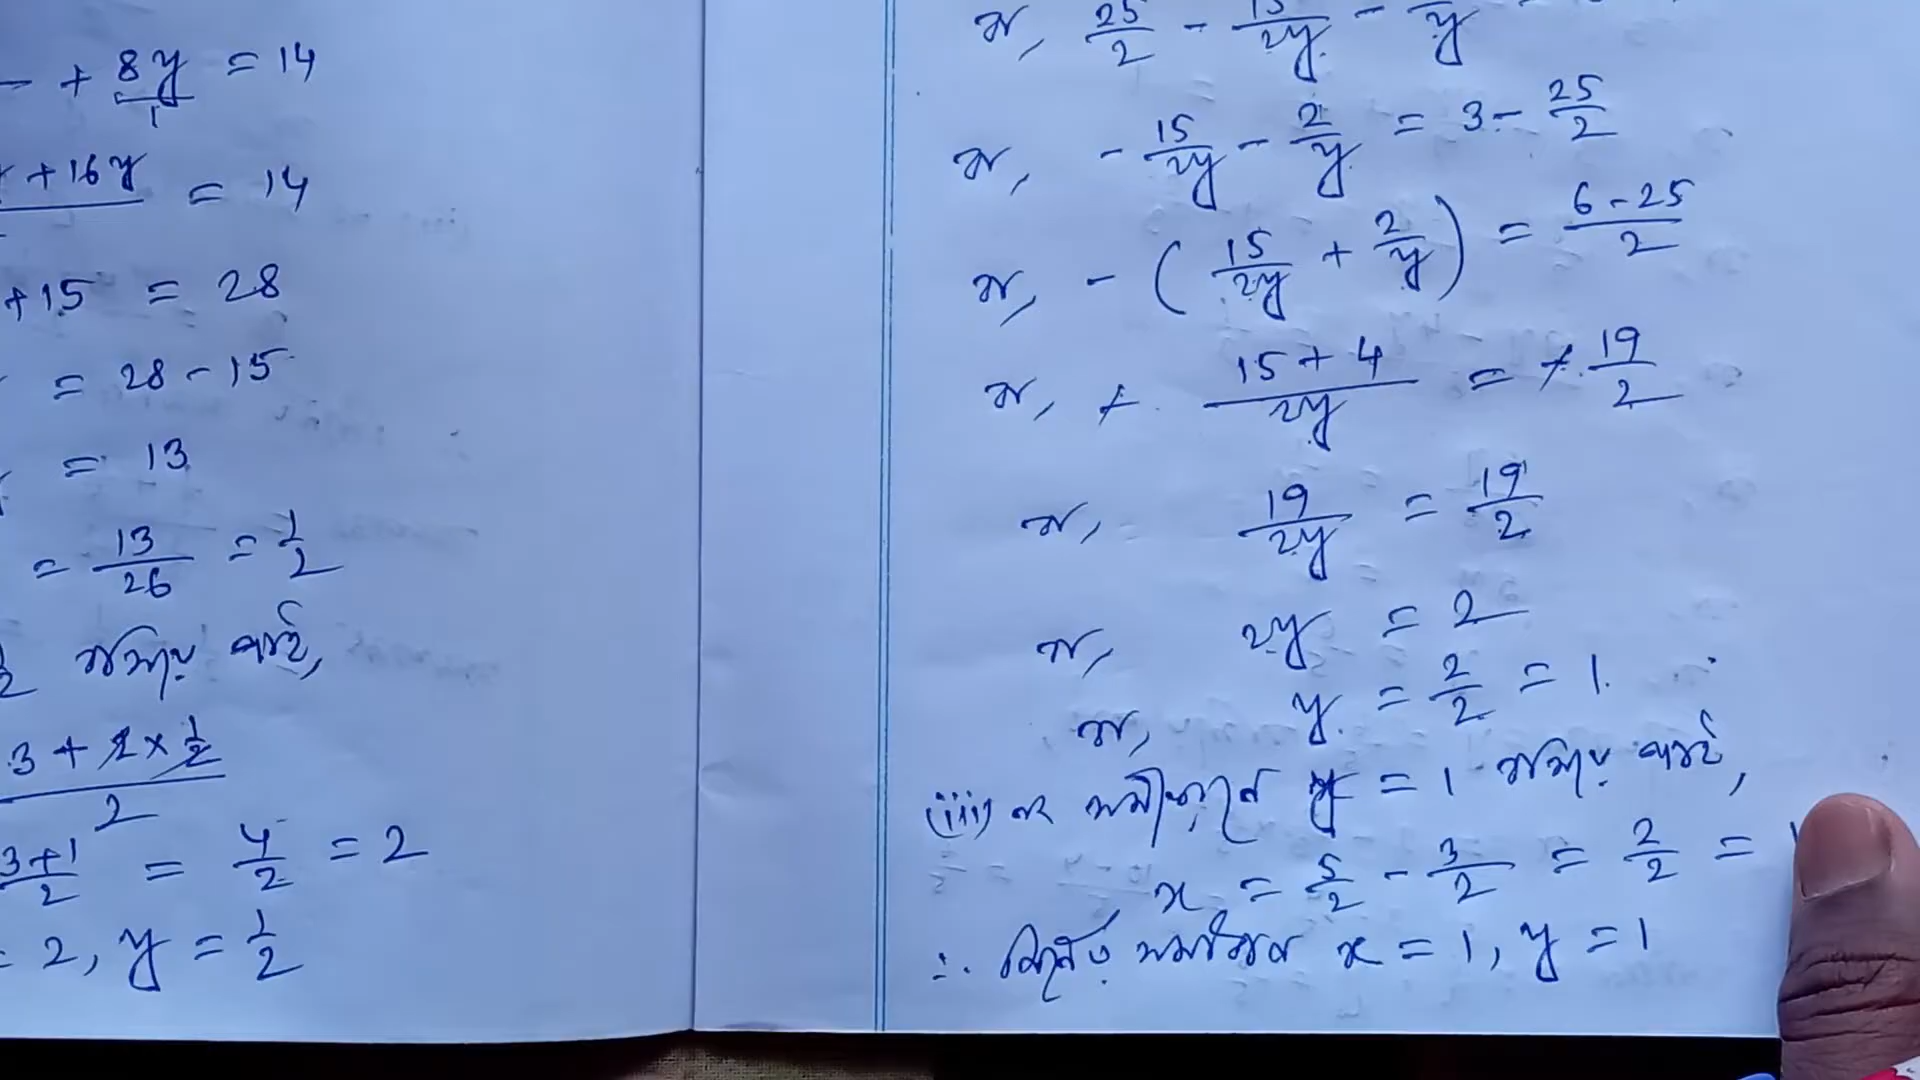 + 8y/1 = 14
+ 16y = 14
+ 15 = 28
= 28 - 15
= 13
= 13/26 = 1/2
1/2 বসিয়ে পাই,
3 + 2 × 1/2 / 2
3+1/2 = 4/2 = 2
= 2, y = 1/2
বা, 25/2 - 15/2y - /y
বা, - 15/2y - 2/y = 3 - 25/2
বা, - (15/2y + 2/y) = 6 - 25/2
বা, + 15 + 4/2y = + 19/2
বা, 19/2y = 19/2
বা, 2y = 2
বা, y = 2/2 = 1
(iii) নং সমীকরণে y = 1 বসিয়ে পাই,
x = 5/2 - 3/2 = 2/2 =
∴ নির্ণেয় সমাধান x = 1, y = 1